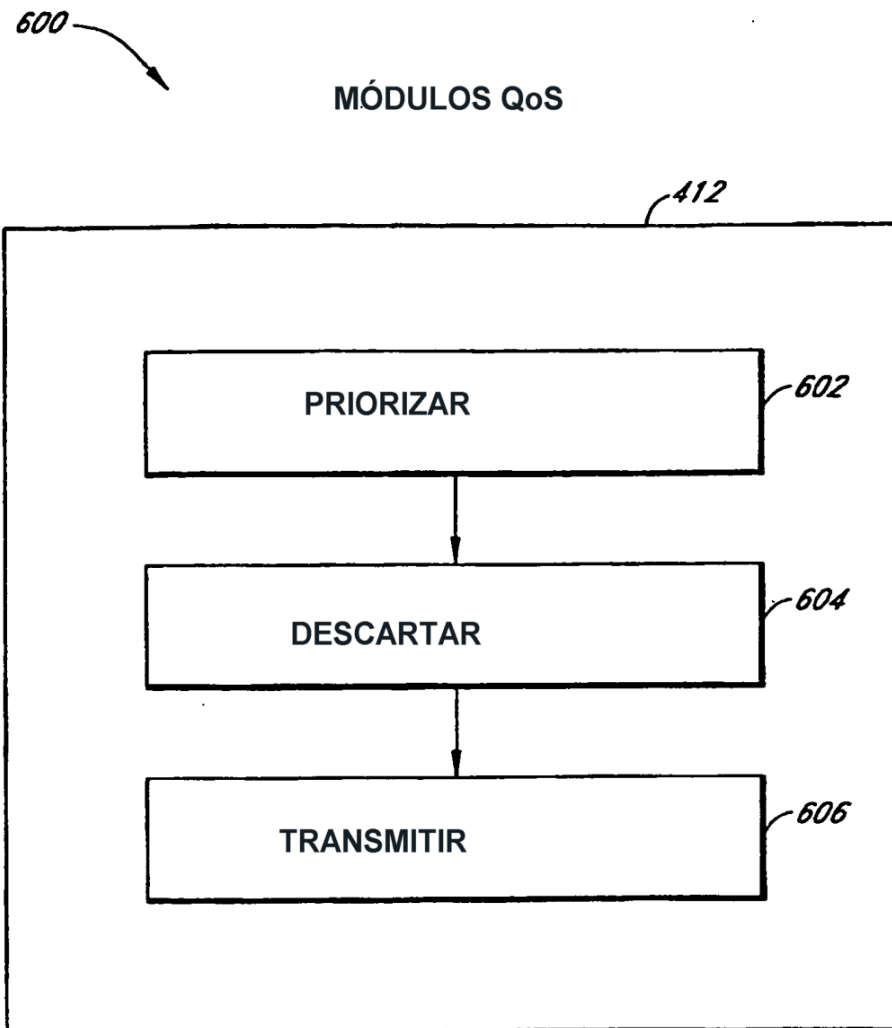 600
MÓDULOS QoS
412
PRIORIZAR
602
DESCARTAR
604
TRANSMITIR
606